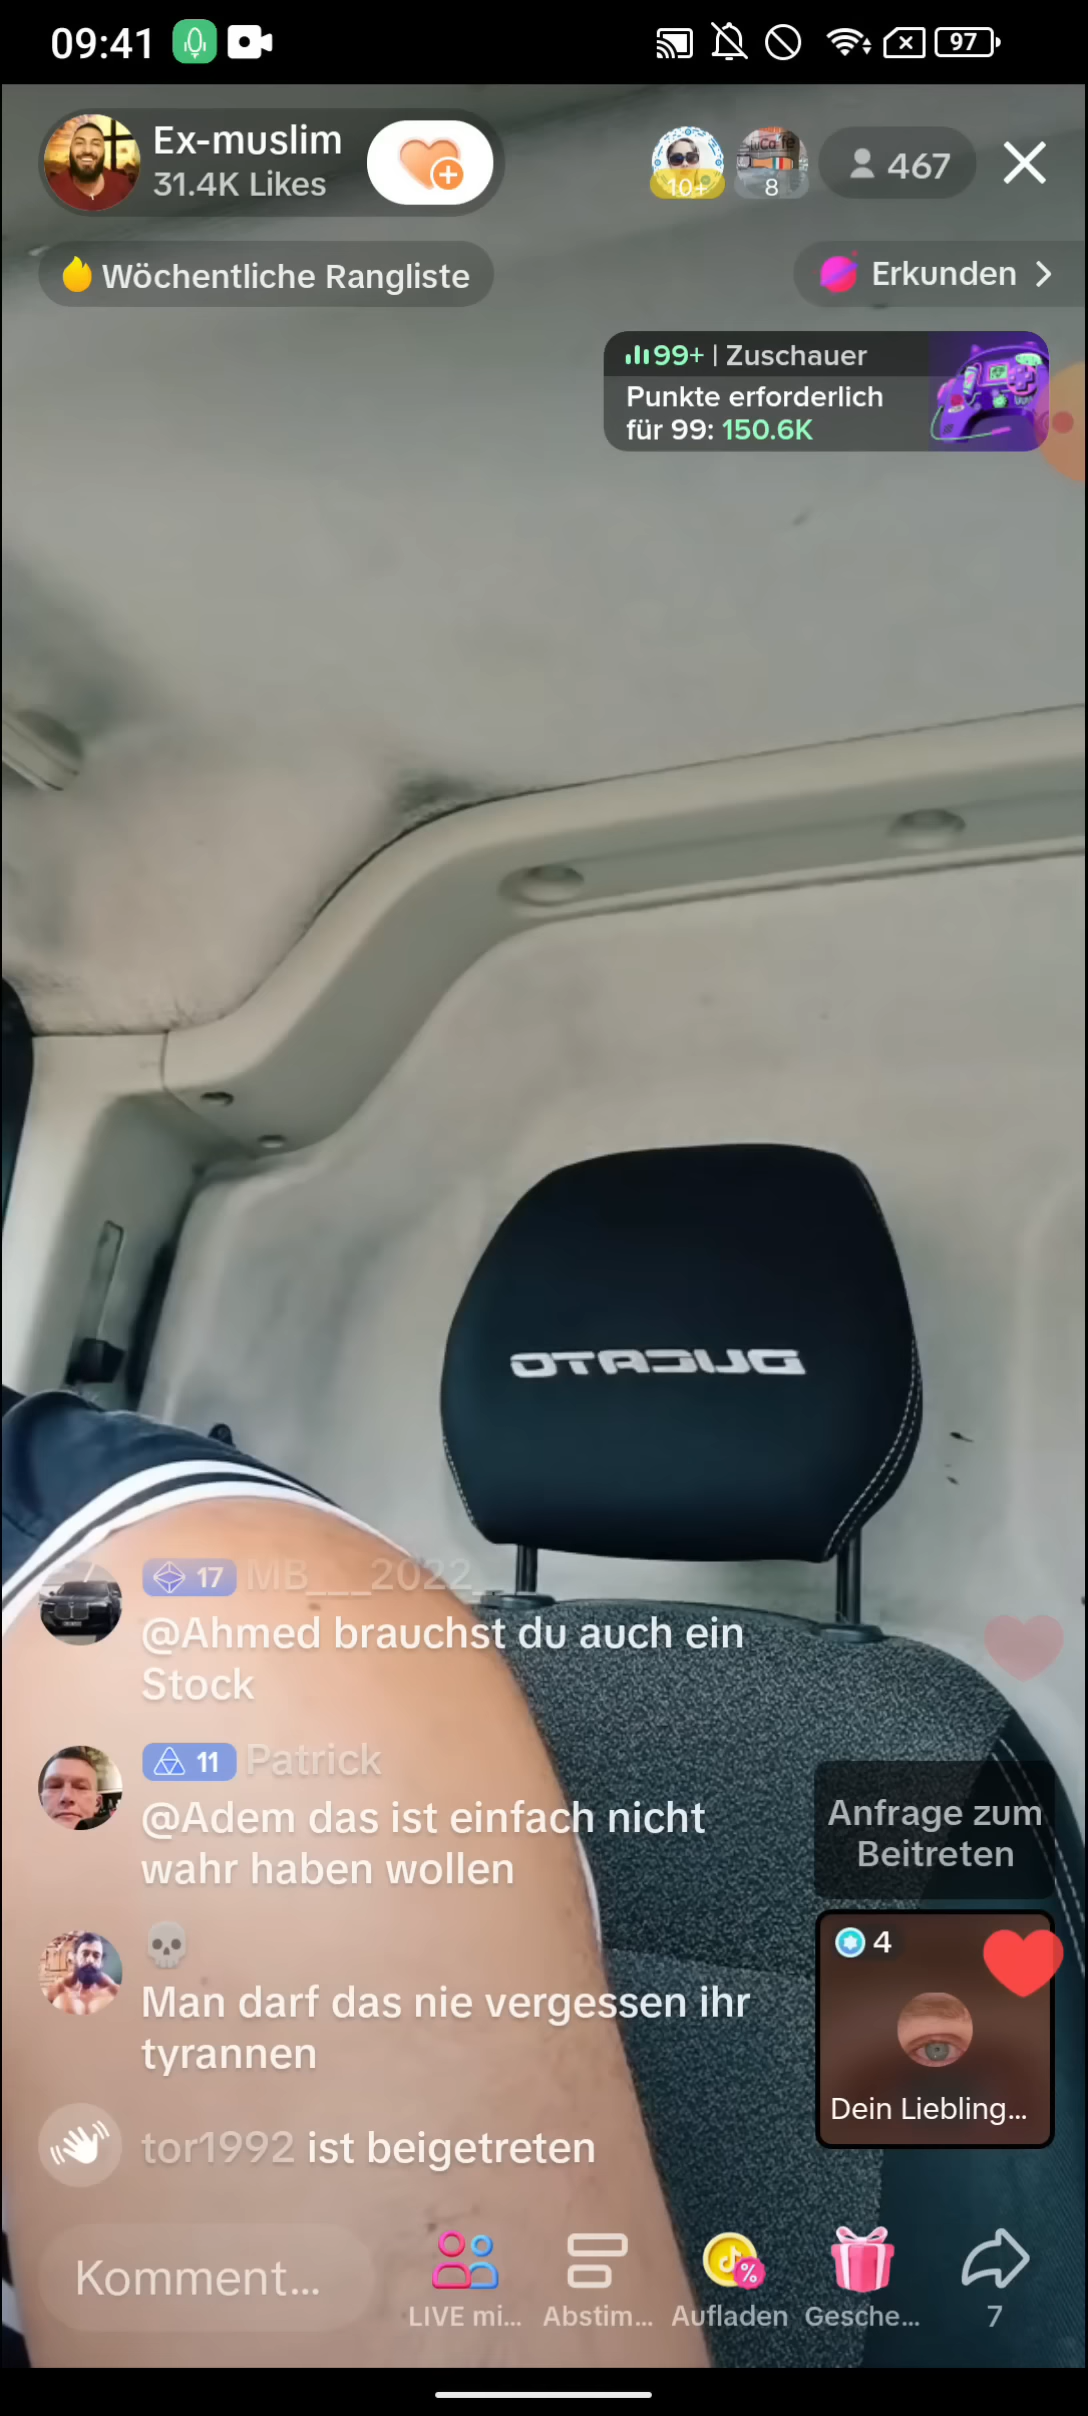 09:41
97
Ex-muslim
31.4K Likes
10+
8
467
Wöchentliche Rangliste
Erkunden
99+ | Zuschauer
Punkte erforderlich
für 99: 150.6K
DUCATO
17 MB___2022___
@Ahmed brauchst du auch ein
Stock
11 Patrick
@Adem das ist einfach nicht
wahr haben wollen
Man darf das nie vergessen ihr
tyrannen
tor1992 ist beigetreten
Anfrage zum
Beitreten
4
Dein Liebling...
Komment...
LIVE mi...
Abstim...
Aufladen
Gesche...
7